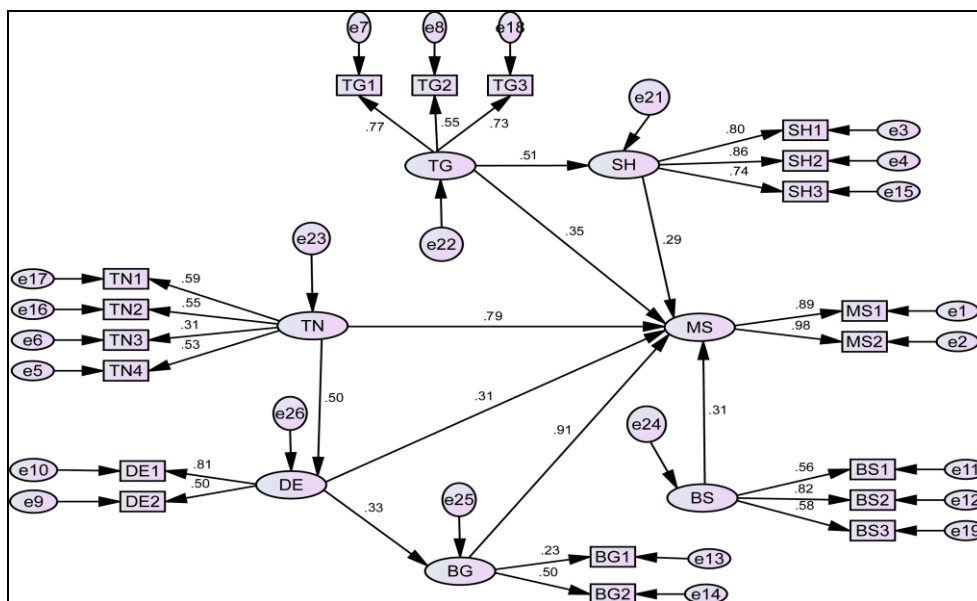 e7 e8 e18
TG1 TG2 TG3
e21
.77 .55 .73
.80 SH1 e3
TG .51 SH .86 SH2 e4
.74 SH3 e15
e23 e22 .35 .29
e17 TN1 .59
e16 TN2 .55
e6 TN3 .31
e5 TN4 .53
TN .79 MS
.89 MS1 e1
.98 MS2 e2
.50 .31 .31
e26 .91 e24
e10 DE1 .81
e9 DE2 .50
DE .33 e25 BS
.56 BS1 e11
.82 BS2 e12
.58 BS3 e19
BG .23 BG1 e13
.50 BG2 e14